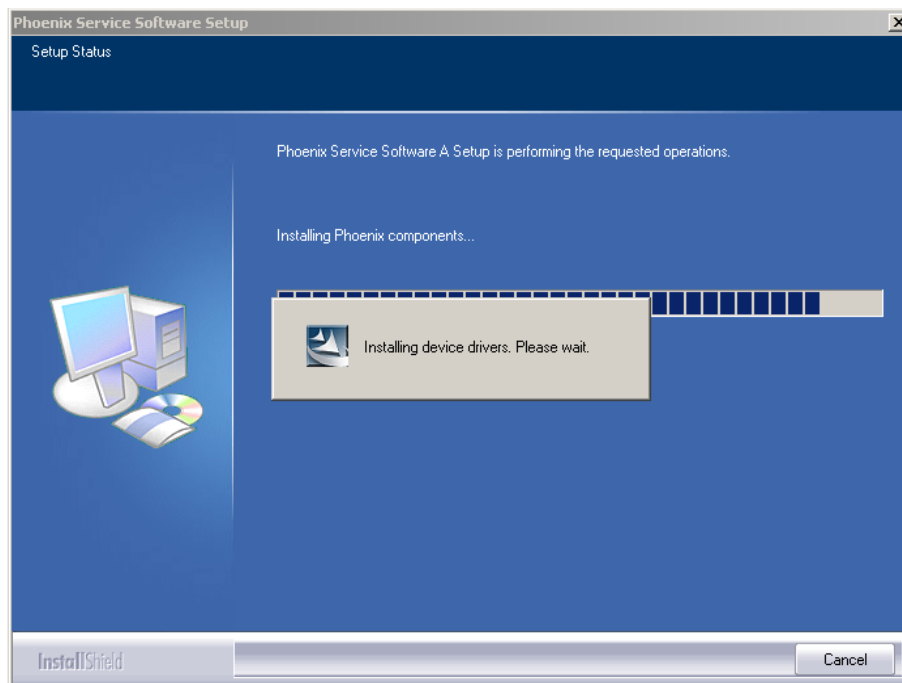 Phoenix Service Software Setup
Setup Status
Phoenix Service Software A Setup is performing the requested operations.
Installing Phoenix components...
Installing device drivers. Please wait.
InstallShield
Cancel